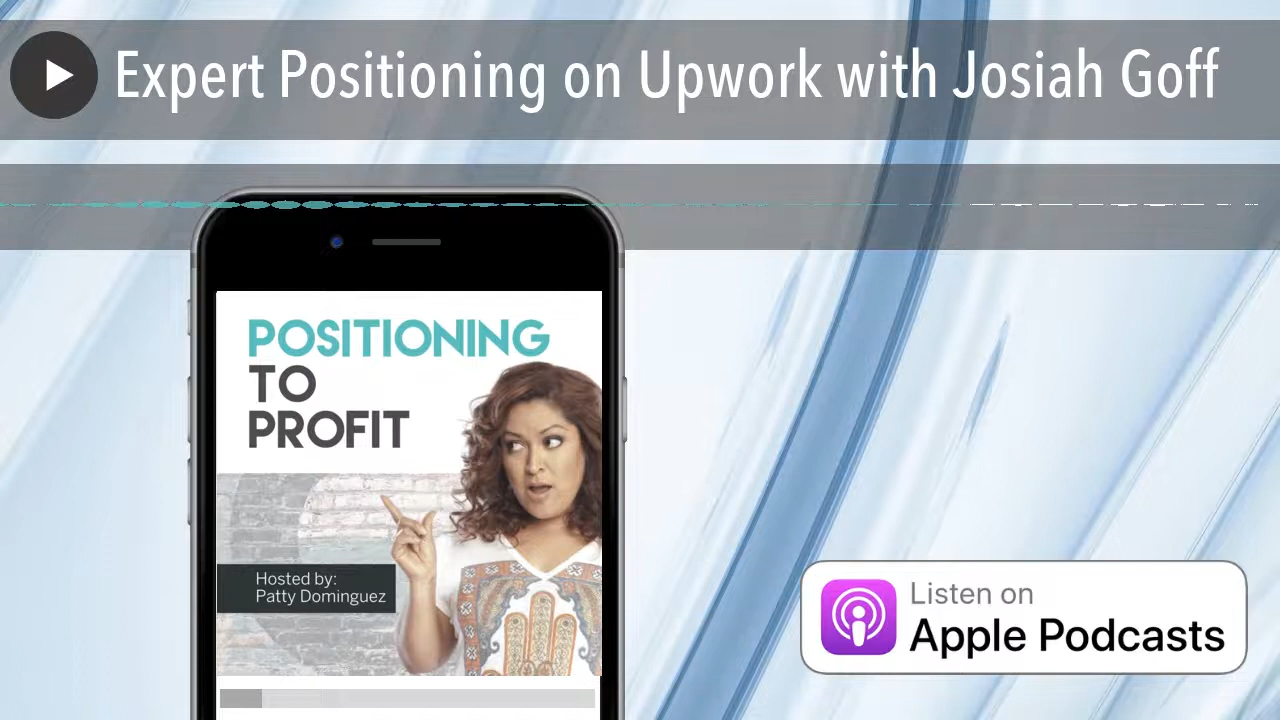 Expert Positioning on Upwork with Josiah Goff
POSITIONING
TO
PROFIT
Hosted by:
Patty Dominguez
Listen on
Apple Podcasts